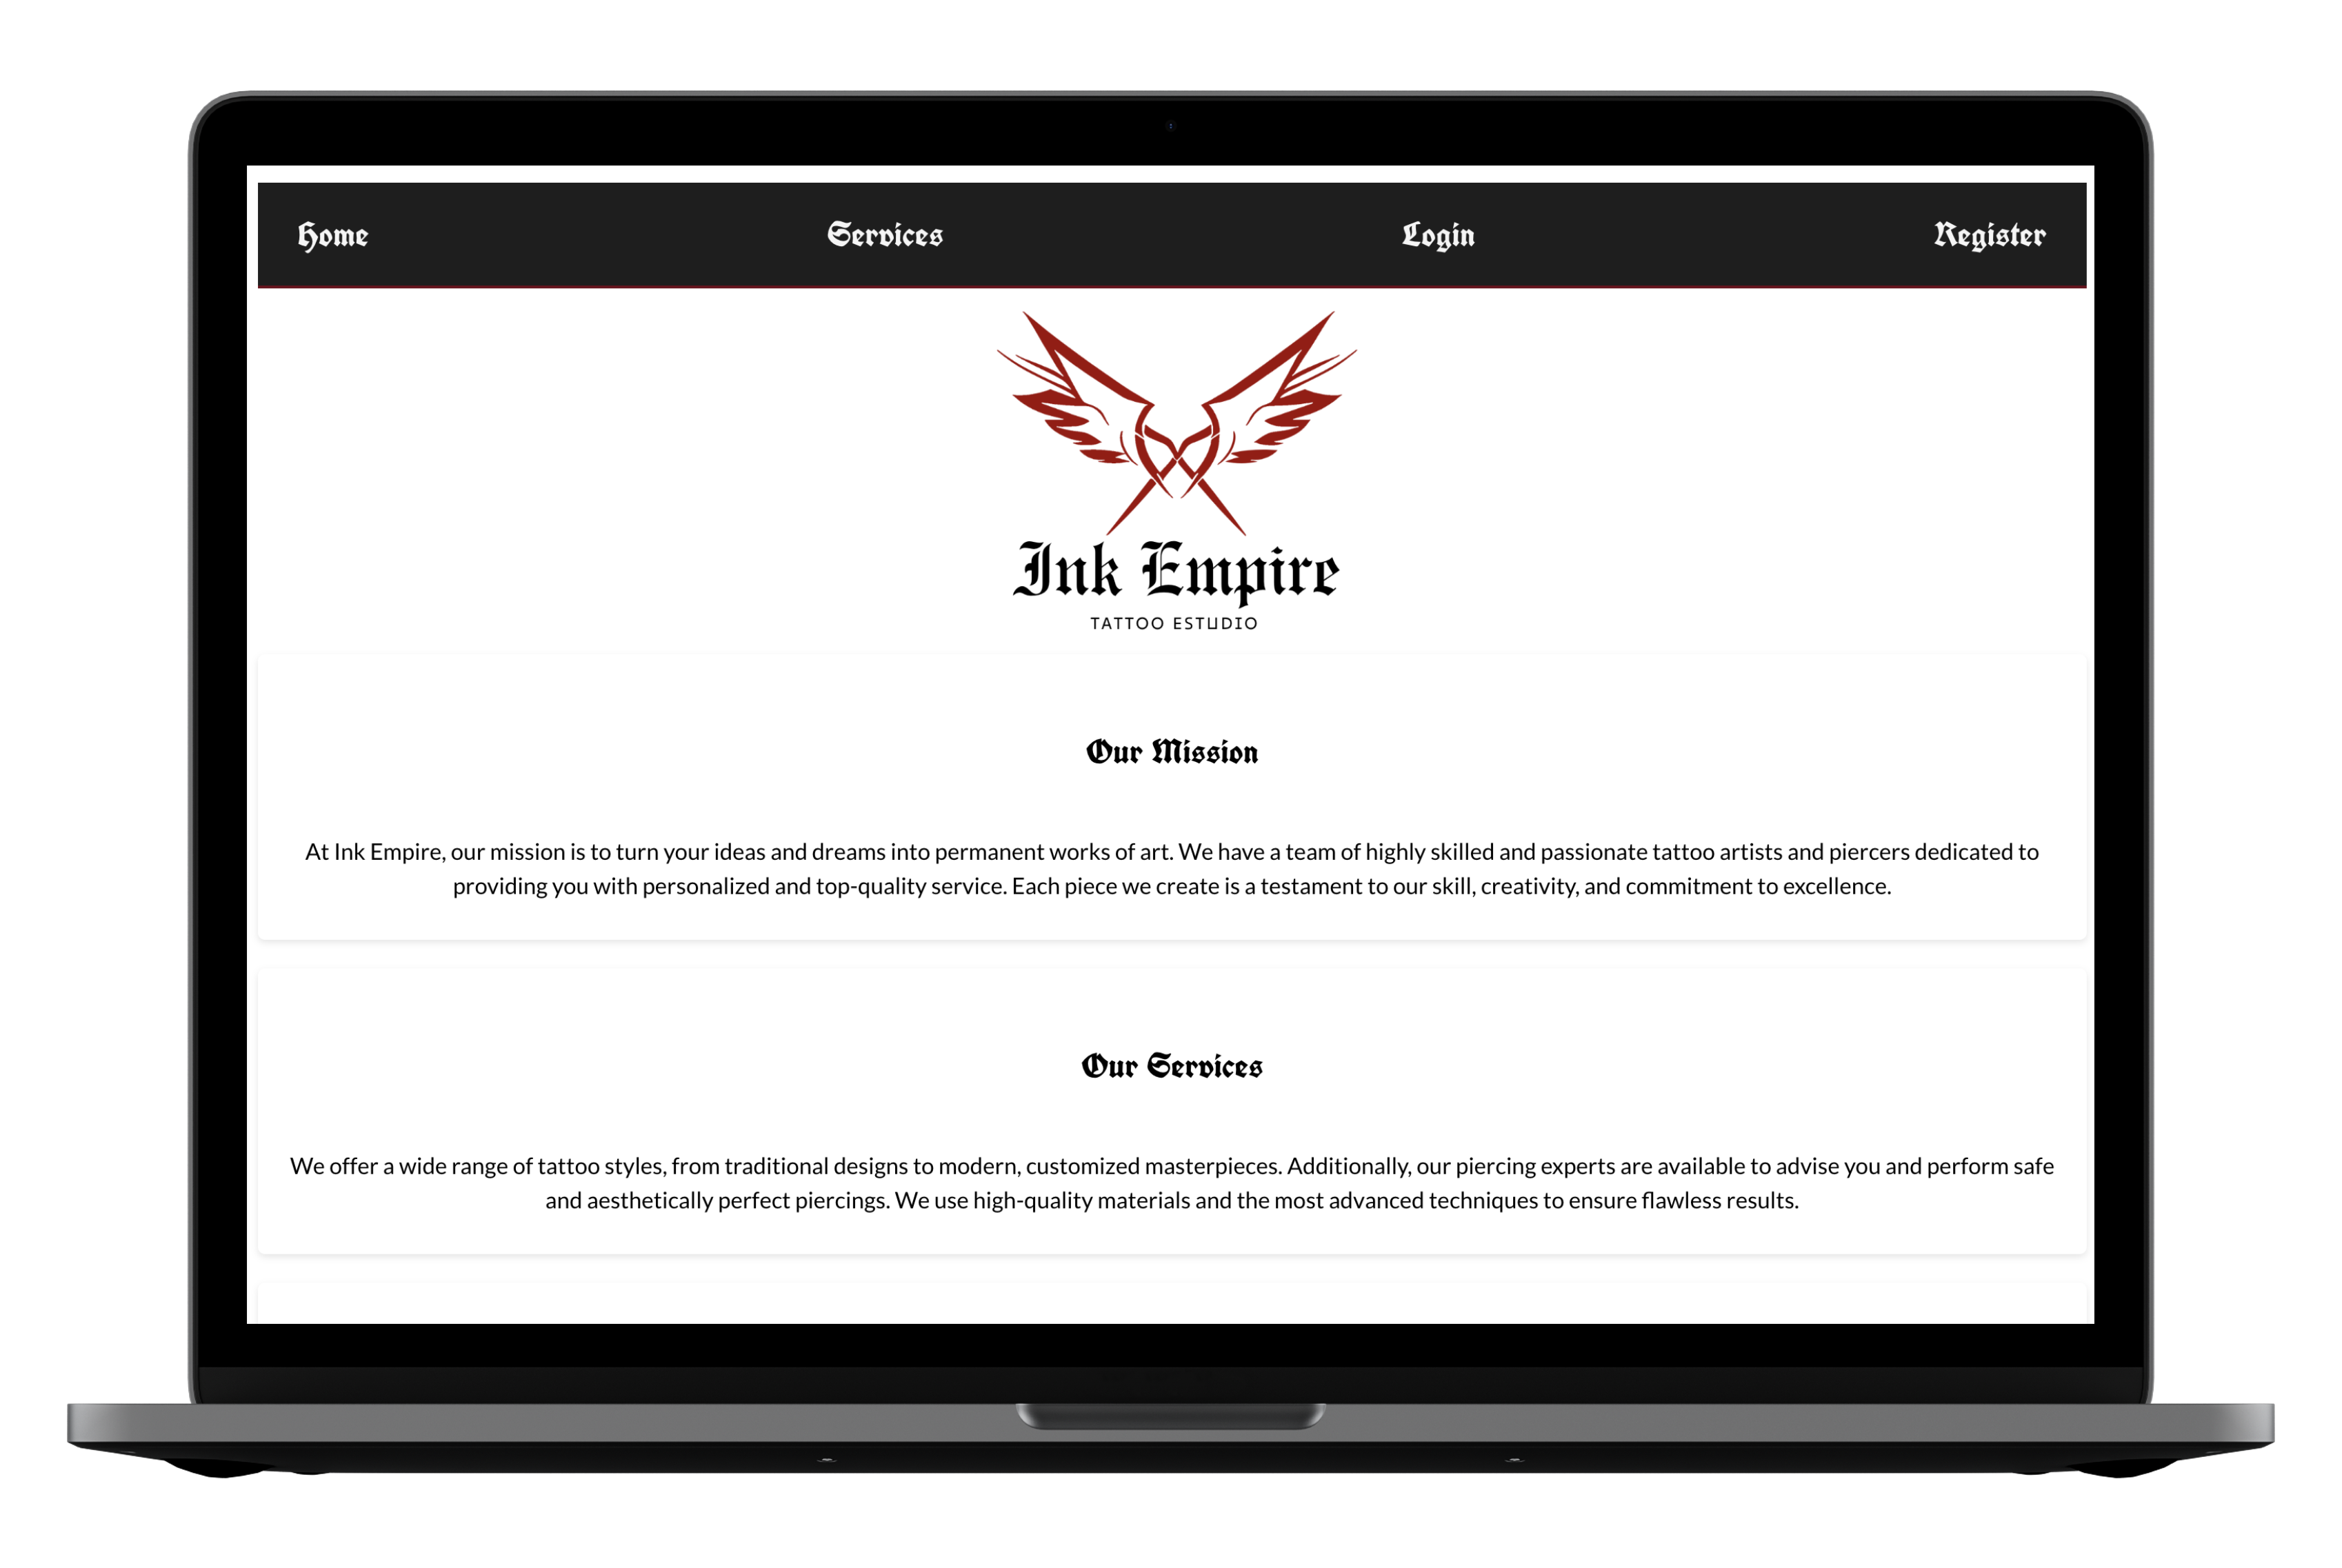 Home Services Login Register
Ink Empire
TATTOO ESTUDIO
Our Mission
At Ink Empire, our mission is to turn your ideas and dreams into permanent works of art. We have a team of highly skilled and passionate tattoo artists and piercers dedicated to
providing you with personalized and top-quality service. Each piece we create is a testament to our skill, creativity, and commitment to excellence.
Our Services
We offer a wide range of tattoo styles, from traditional designs to modern, customized masterpieces. Additionally, our piercing experts are available to advise you and perform safe
and aesthetically perfect piercings. We use high-quality materials and the most advanced techniques to ensure flawless results.